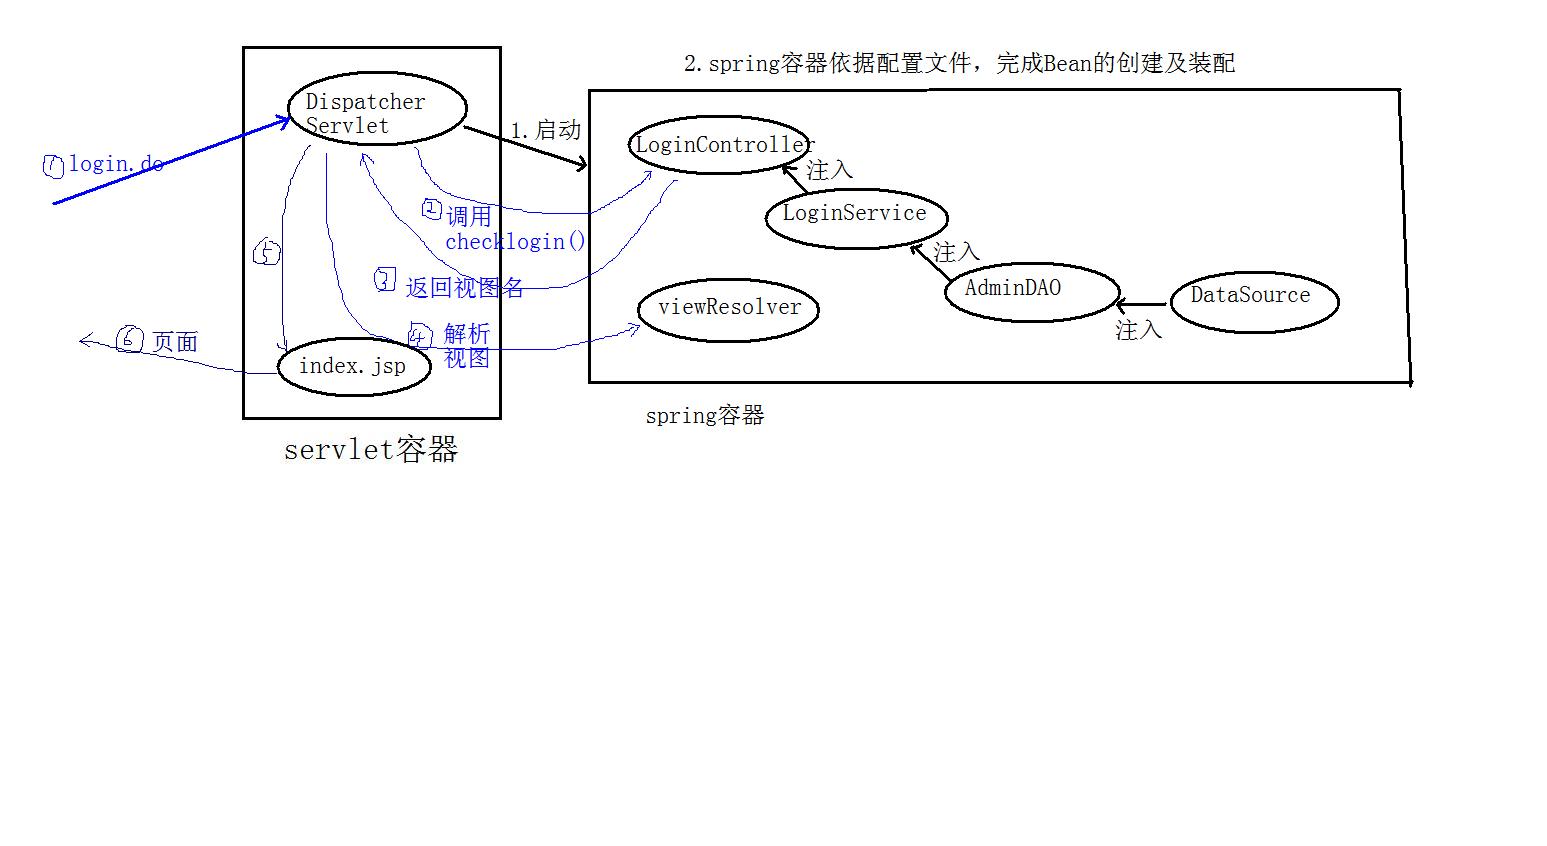 2.spring容器依据配置文件，完成Bean的创建及装配
Dispatcher
Servlet
1.启动
LoginController
① login.do
注入
LoginService
② 调用
checklogin()
注入
⑤
③ 返回视图名
AdminDAO
DataSource
viewResolver
注入
⑥ 页面
④ 解析
视图
index.jsp
spring容器
servlet容器